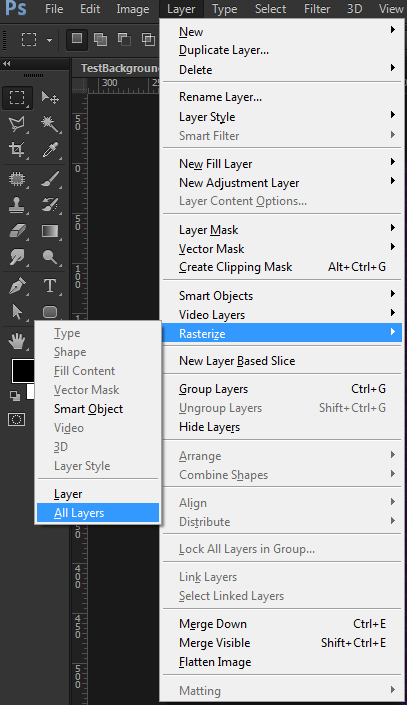 Ps File Edit Image Layer Type Select Filter 3D View
TestBackground
300
New
Duplicate Layer...
Delete
Rename Layer...
Layer Style
Smart Filter
New Fill Layer
New Adjustment Layer
Layer Content Options...
Layer Mask
Vector Mask
Create Clipping Mask Alt+Ctrl+G
Smart Objects
Video Layers
Rasterize
New Layer Based Slice
Group Layers Ctrl+G
Ungroup Layers Shift+Ctrl+G
Hide Layers
Arrange
Combine Shapes
Align
Distribute
Lock All Layers in Group...
Link Layers
Select Linked Layers
Merge Down Ctrl+E
Merge Visible Shift+Ctrl+E
Flatten Image
Matting
Type
Shape
Fill Content
Vector Mask
Smart Object
Video
3D
Layer Style
Layer
All Layers
50
0
50
100
400
450
500